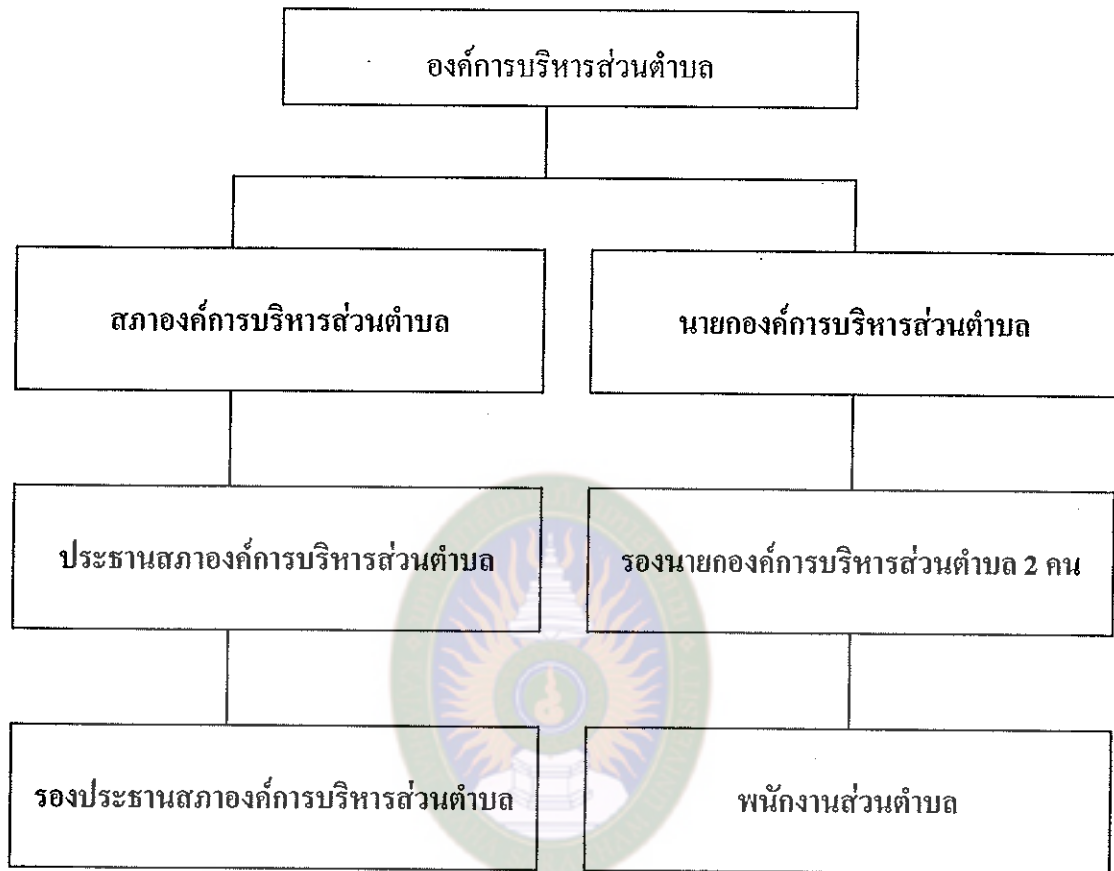 องค์การบริหารส่วนตำบล
สภาองค์การบริหารส่วนตำบล
นายกองค์การบริหารส่วนตำบล
ประธานสภาองค์การบริหารส่วนตำบล
รองนายกองค์การบริหารส่วนตำบล 2 คน
รองประธานสภาองค์การบริหารส่วนตำบล
พนักงานส่วนตำบล